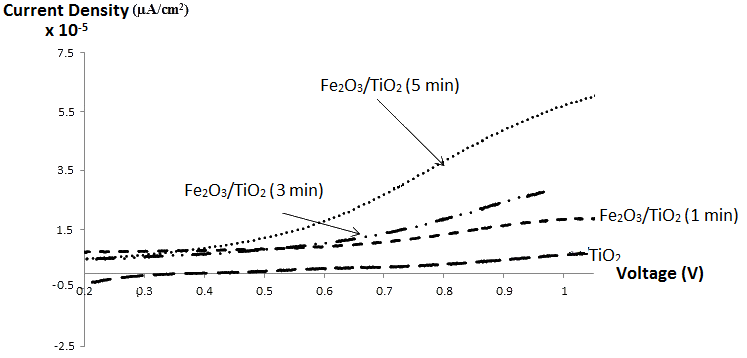 Current Density (µA/cm²)
x 10⁻⁵
7.5
Fe₂O₃/TiO₂ (5 min)
5.5
3.5
Fe₂O₃/TiO₂ (3 min)
Fe₂O₃/TiO₂ (1 min)
1.5
TiO₂
Voltage (V)
-0.5
0.2 0.3 0.4 0.5 0.6 0.7 0.8 0.9 1
-2.5